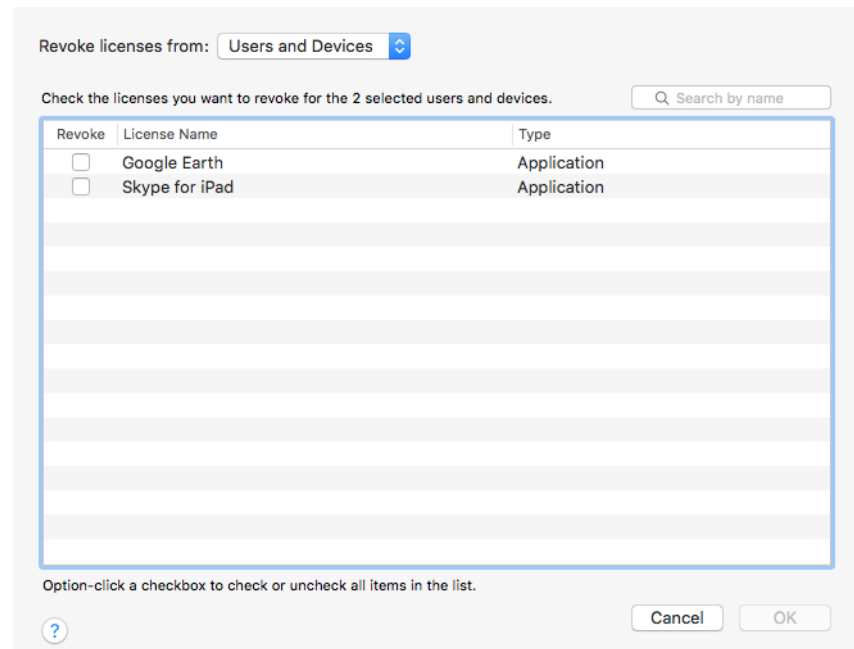 Revoke licenses from: Users and Devices
Check the licenses you want to revoke for the 2 selected users and devices. Search by name
Revoke License Name Type
Google Earth Application
Skype for iPad Application
Option-click a checkbox to check or uncheck all items in the list.
? Cancel OK